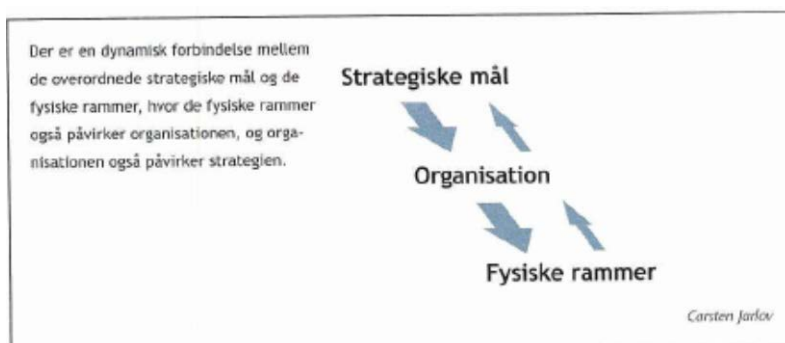 Der er en dynamisk forbindelse mellem
de overordnede strategiske mål og de
fysiske rammer, hvor de fysiske rammer
også påvirker organisationen, og orga-
nisationen også påvirker strategien.
Strategiske mål
Organisation
Fysiske rammer
Carsten Jarlov